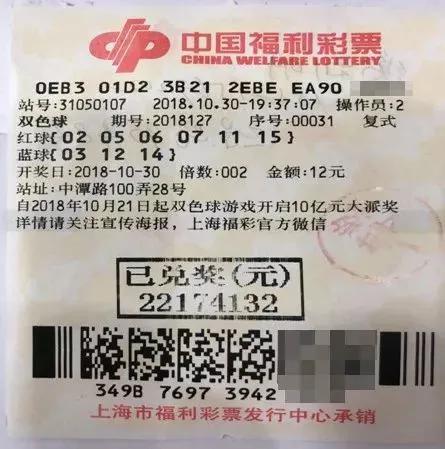 中国福利彩票
CHINA WELFARE LOTTERY
0EB3 01D2 3B21 2EBE EA90
站号:31050107 2018.10.30-19:37:07 操作员:2
双色球 期号:2018127 序号:00031 复式
红球(02 05 06 07 11 15)
蓝球(03 12 14)
开奖日:2018-10-30 倍数:002 金额:12元
站址:中潭路100弄28号
自2018年10月21日起双色球游戏开启10亿元大派奖
详情请关注宣传海报,上海福彩官方微信
已兑奖(元)
22174132
349B 7697 3942
上海市福利彩票发行中心承销